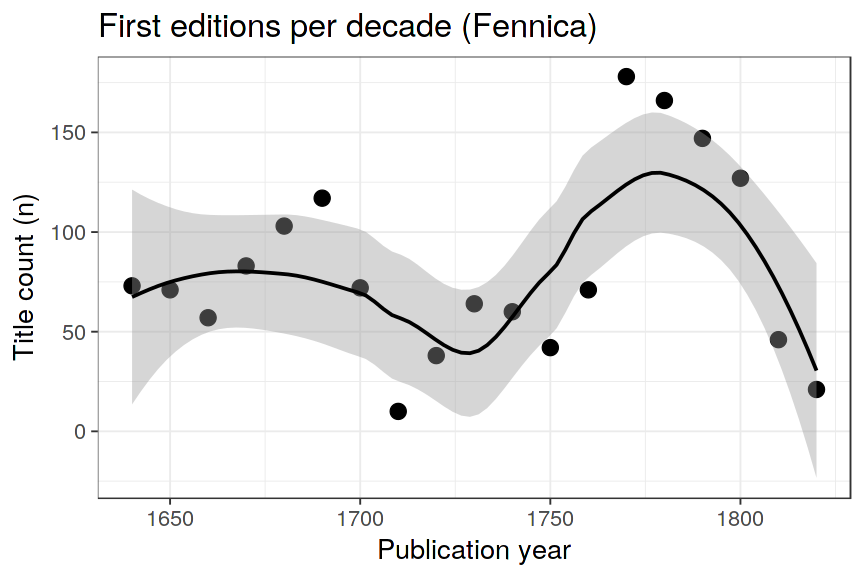 First editions per decade (Fennica)
Title count (n)
150
100
50
0
1650 1700 1750 1800
Publication year